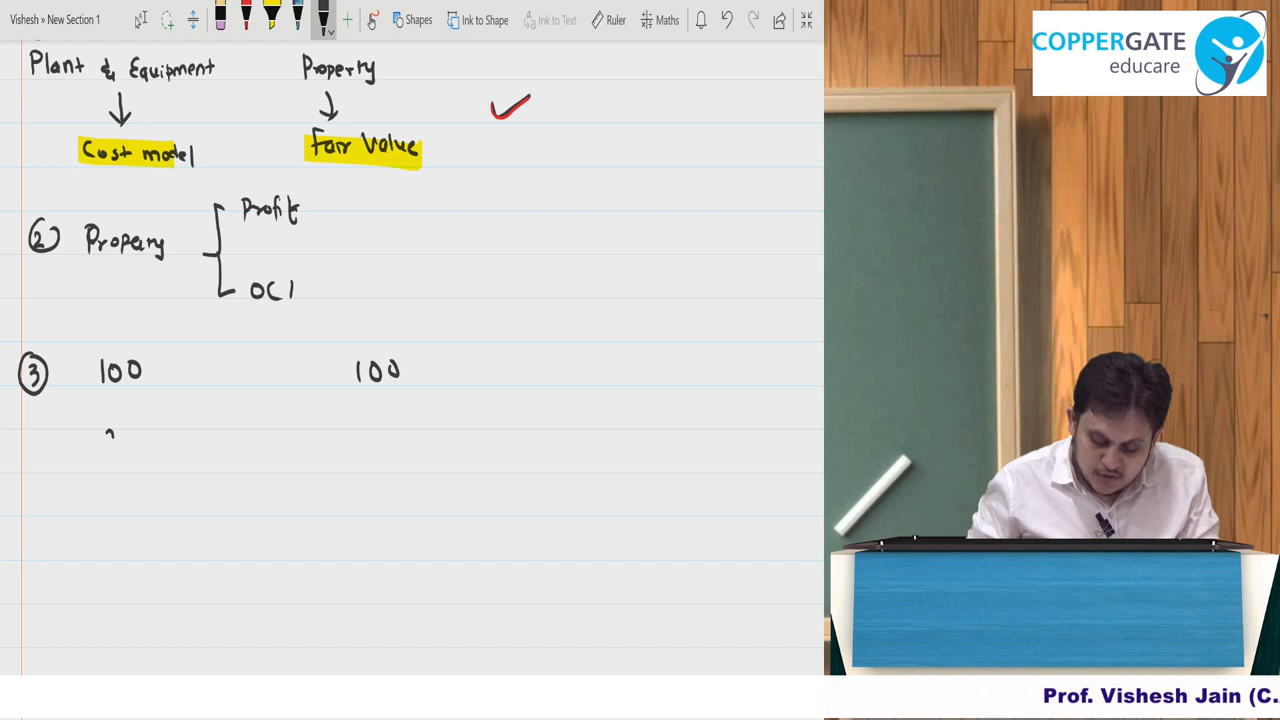 Vishesh » New Section 1
Shapes
Ink to Shape
Ink to Text
Ruler
Maths
COPPERGATE
educare
Plant & Equipment Property
Cost model Fair Value
② Property Profit
OCI
③ 100 100
Prof. Vishesh Jain (C.